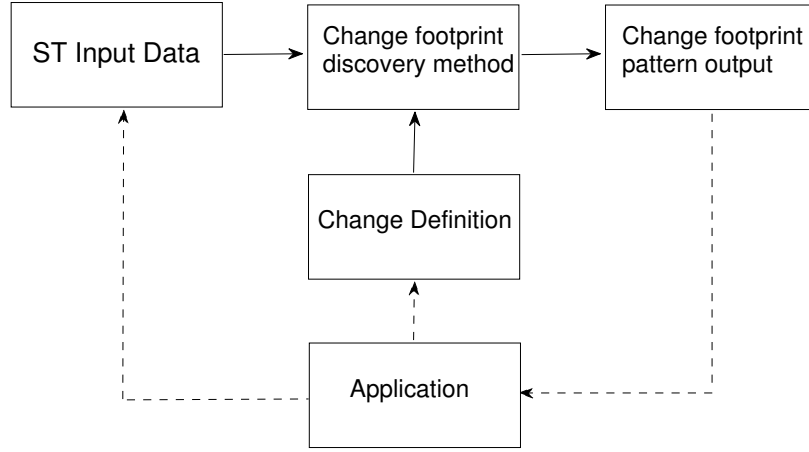 ST Input Data
Change footprint
discovery method
Change footprint
pattern output
Change Definition
Application